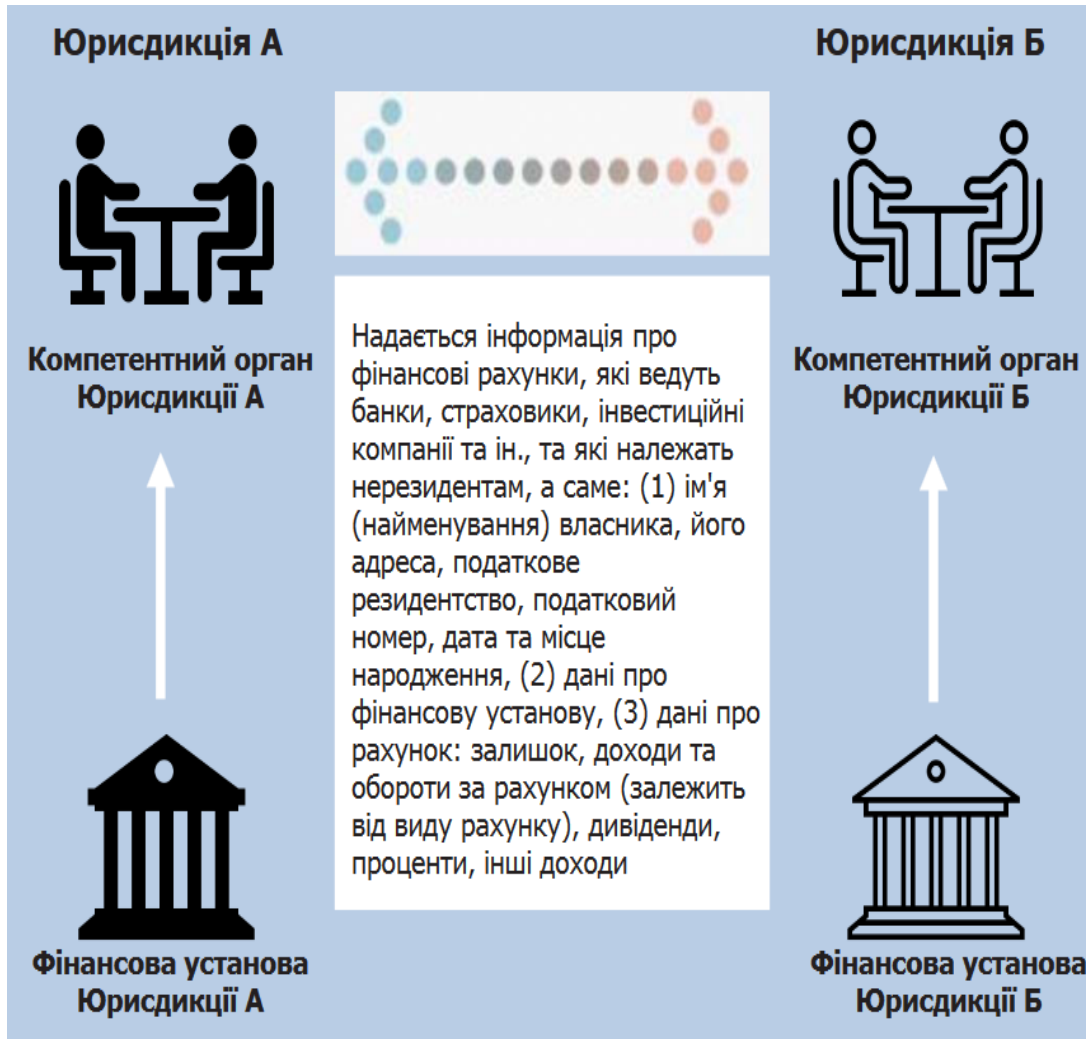 Юрисдикція А
Юрисдикція Б
Компетентний орган
Юрисдикції А
Компетентний орган
Юрисдикції Б
Надається інформація про
фінансові рахунки, які ведуть
банки, страховики, інвестиційні
компанії та ін., та які належать
нерезидентам, а саме: (1) ім'я
(найменування) власника, його
адреса, податкове
резидентство, податковий
номер, дата та місце
народження, (2) дані про
фінансову установу, (3) дані про
рахунок: залишок, доходи та
обороти за рахунком (залежить
від виду рахунку), дивіденди,
проценти, інші доходи
Фінансова установа
Юрисдикції А
Фінансова установа
Юрисдикції Б